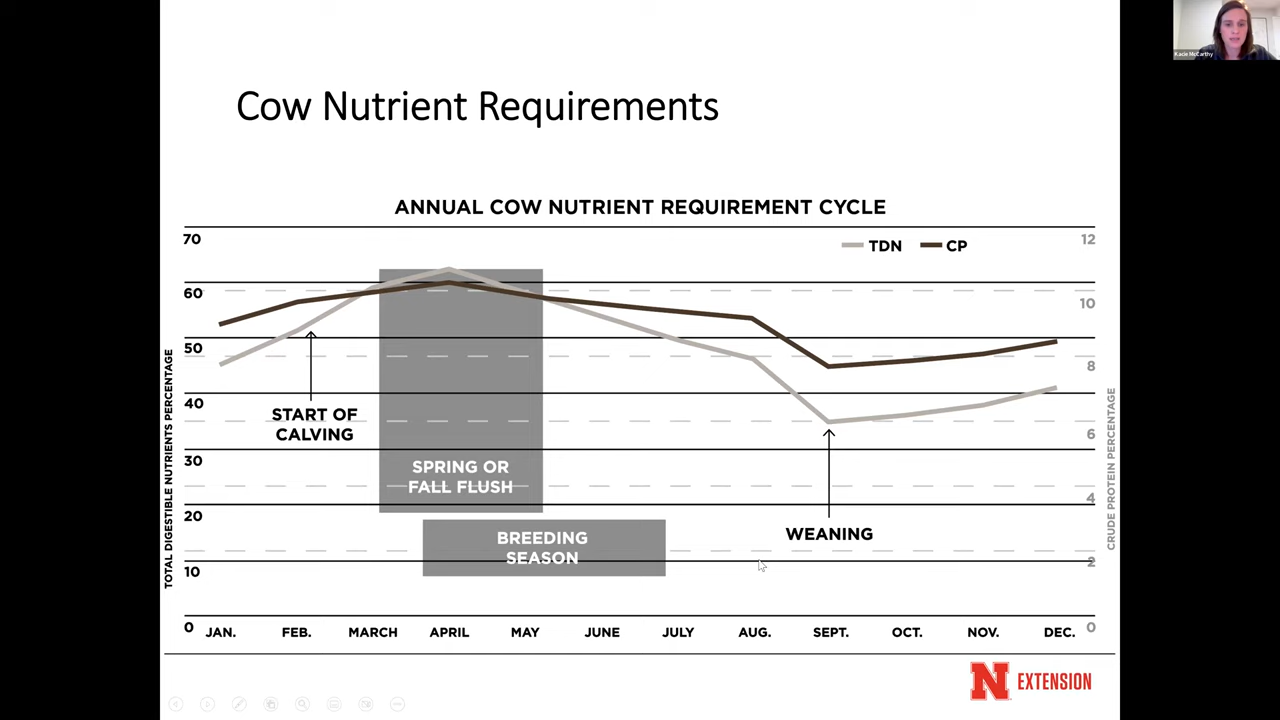 Kacie McCarthy
Cow Nutrient Requirements
ANNUAL COW NUTRIENT REQUIREMENT CYCLE
TDN CP
70
60
50
40
30
20
10
0
12
10
8
6
4
2
0
TOTAL DIGESTIBLE NUTRIENTS PERCENTAGE
CRUDE PROTEIN PERCENTAGE
START OF
CALVING
SPRING OR
FALL FLUSH
BREEDING
SEASON
WEANING
JAN. FEB. MARCH APRIL MAY JUNE JULY AUG. SEPT. OCT. NOV. DEC.
N EXTENSION